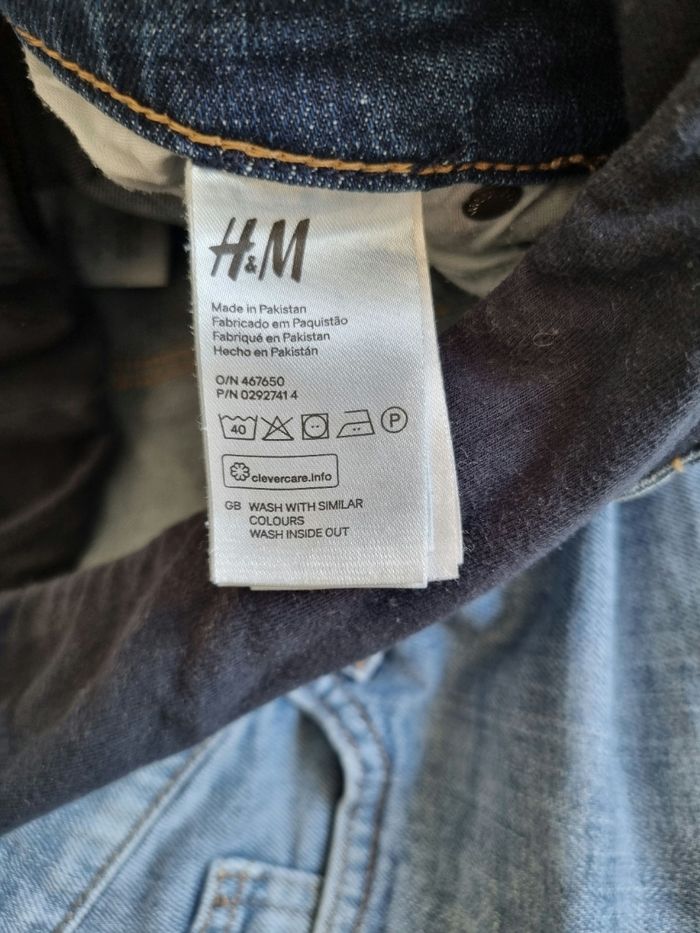 H&M
Made in Pakistan
Fabricado em Paquistão
Fabriqué en Pakistan
Hecho en Pakistán
O/N 467650
P/N 0292741 4
40 P
clevercare.info
GB WASH WITH SIMILAR
COLOURS
WASH INSIDE OUT